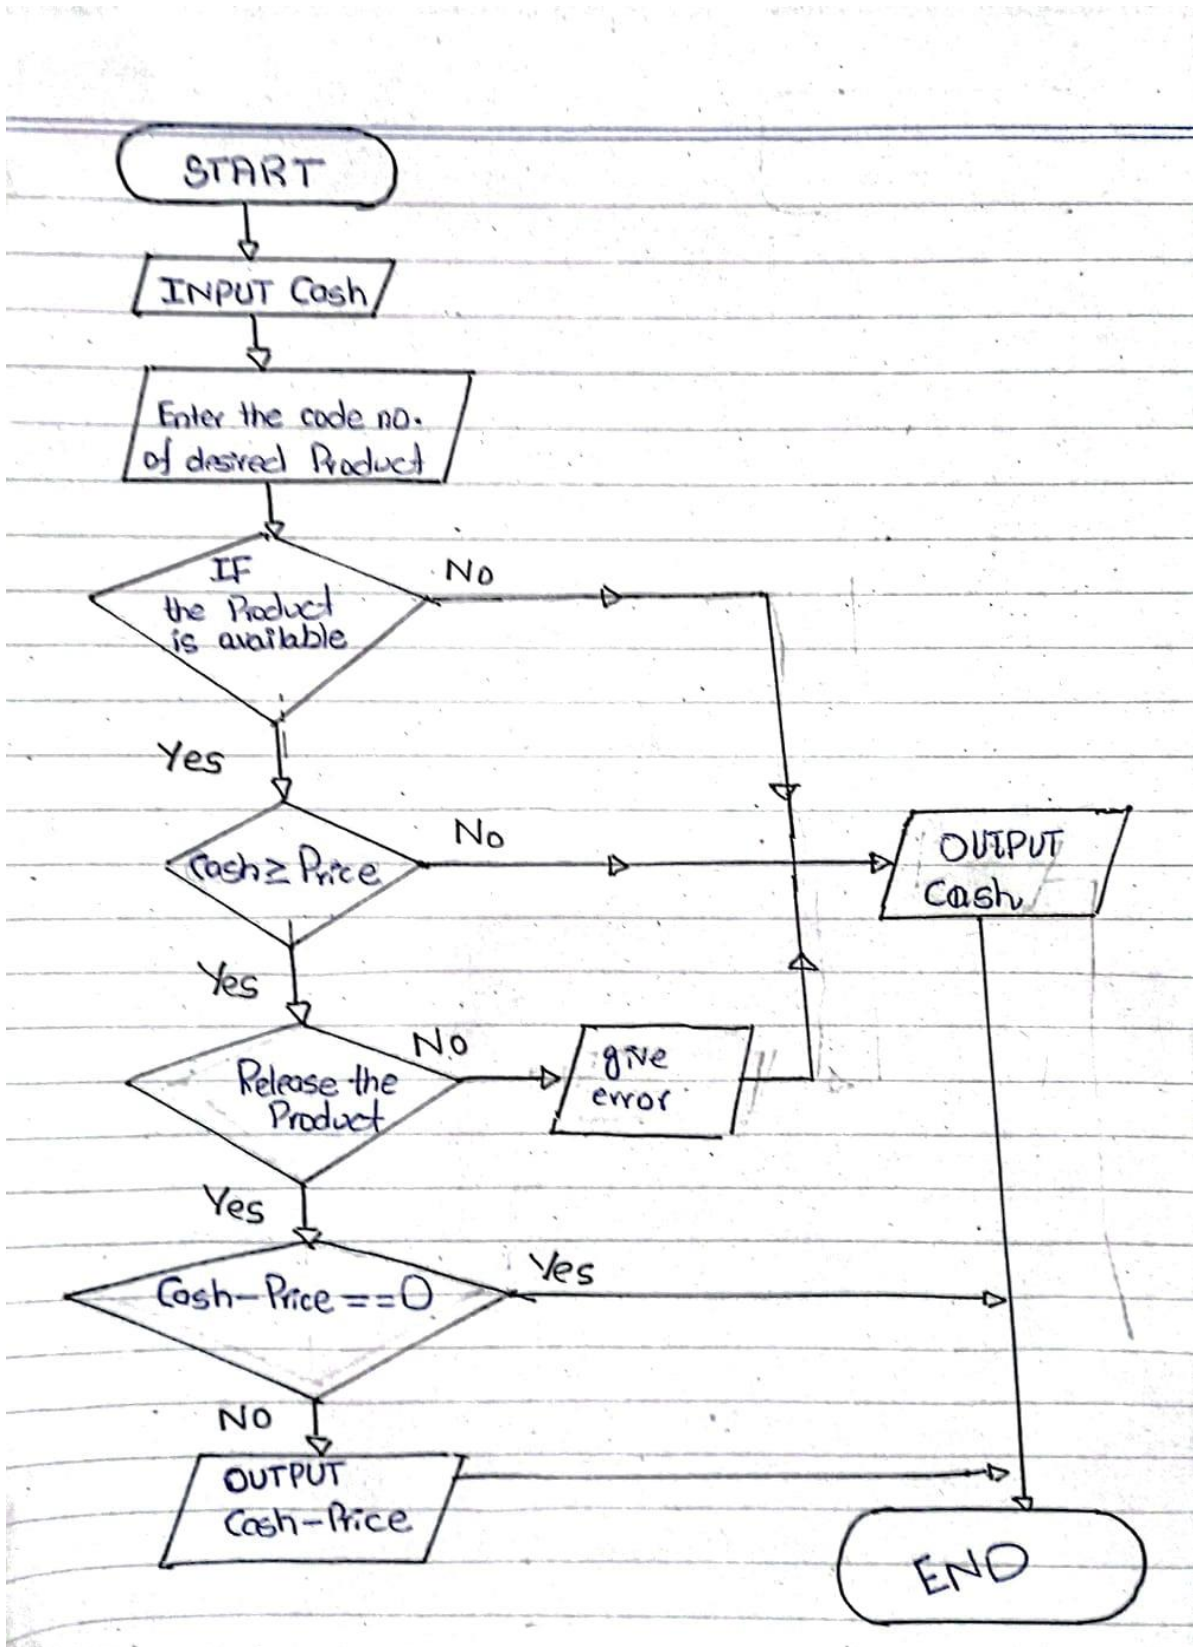 START
INPUT Cash
Enter the code no.
of desired Product
IF
the Product
is available
No
Yes
Cash ≥ Price
No
OUTPUT
Cash
Yes
Release the
Product
No
give
error
Yes
Cash-Price==0
Yes
NO
OUTPUT
Cash-Price
END